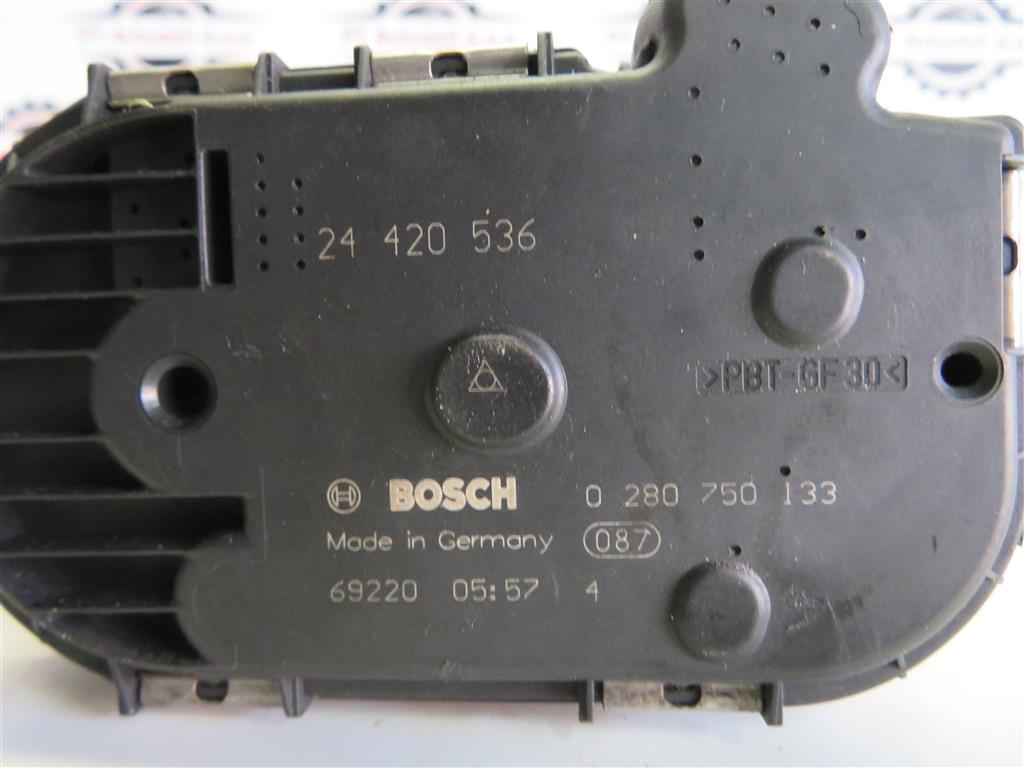 24 420 536
>PBT-GF30<
BOSCH 0 280 750 133
Made in Germany 087
69220 05:57 4